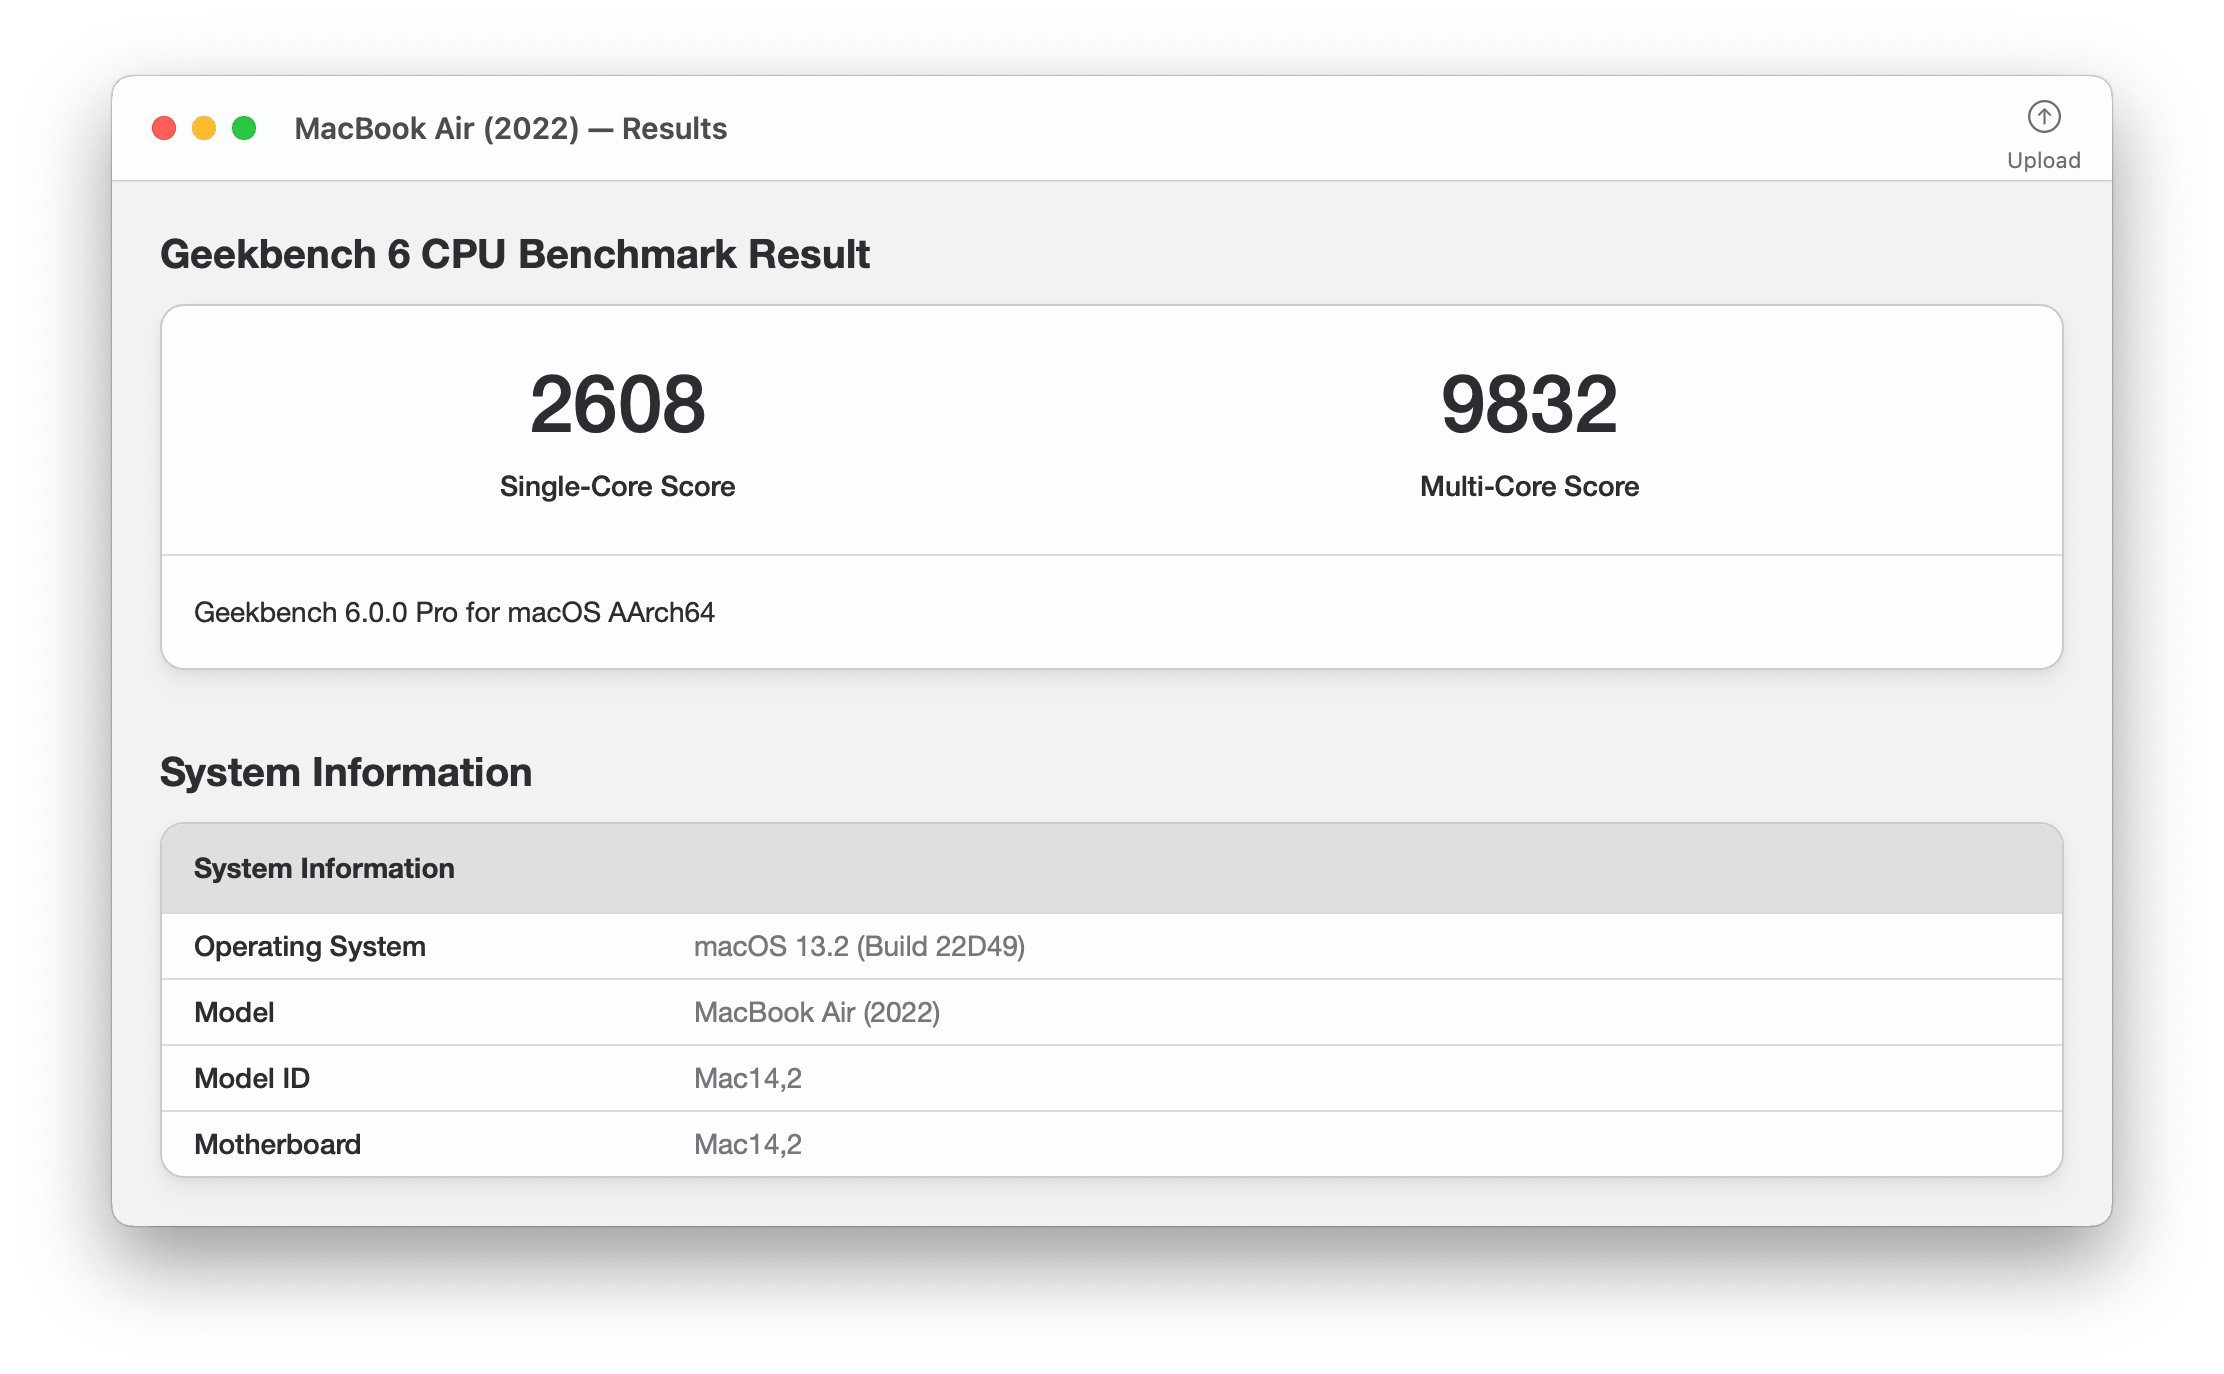 MacBook Air (2022) — Results
Upload
Geekbench 6 CPU Benchmark Result
2608
Single-Core Score
9832
Multi-Core Score
Geekbench 6.0.0 Pro for macOS AArch64
System Information
System Information
Operating System macOS 13.2 (Build 22D49)
Model MacBook Air (2022)
Model ID Mac14,2
Motherboard Mac14,2